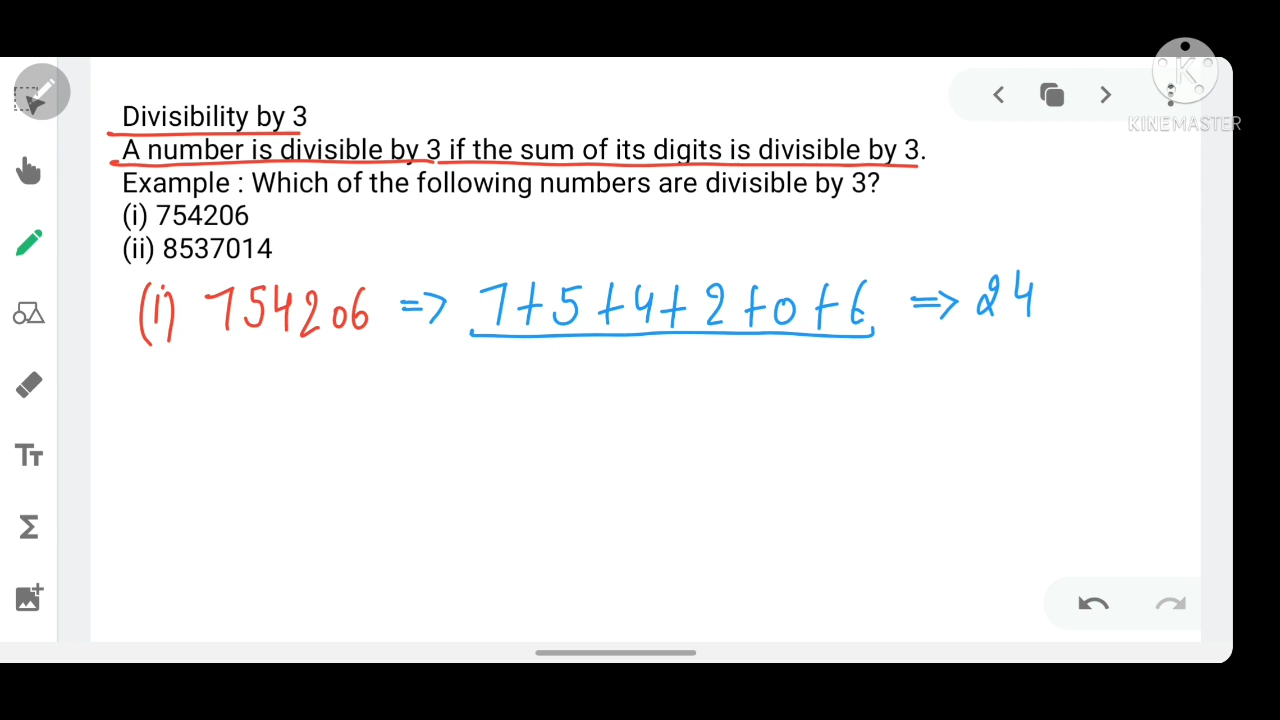 KINEMASTER
Divisibility by 3
A number is divisible by 3 if the sum of its digits is divisible by 3.
Example : Which of the following numbers are divisible by 3?
(i) 754206
(ii) 8537014
(i) 754206 => 7+5+4+2+0+6 => 24